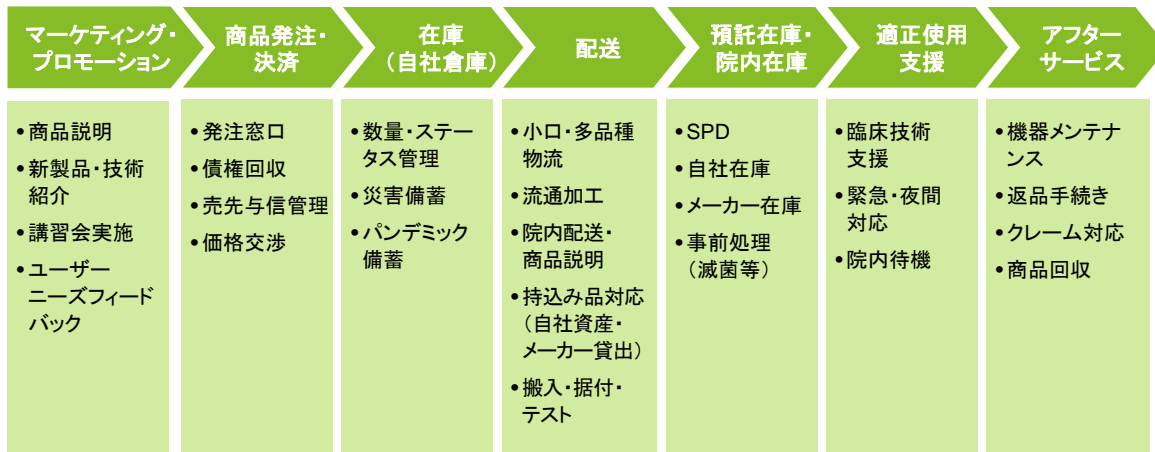 マーケティング・
プロモーション
商品発注・
決済
在庫
（自社倉庫）
配送
預託在庫・
院内在庫
適正使用
支援
アフター
サービス
•商品説明
•新製品・技術
紹介
•講習会実施
•ユーザー
ニーズフィード
バック
•発注窓口
•債権回収
•売先与信管理
•価格交渉
•数量・ステー
タス管理
•災害備蓄
•パンデミック
備蓄
•小口・多品種
物流
•流通加工
•院内配送・
商品説明
•持込み品対応
（自社資産・
メーカー貸出）
•搬入・据付・
テスト
•SPD
•自社在庫
•メーカー在庫
•事前処理
（滅菌等）
•臨床技術
支援
•緊急・夜間
対応
•院内待機
•機器メンテナ
ンス
•返品手続き
•クレーム対応
•商品回収